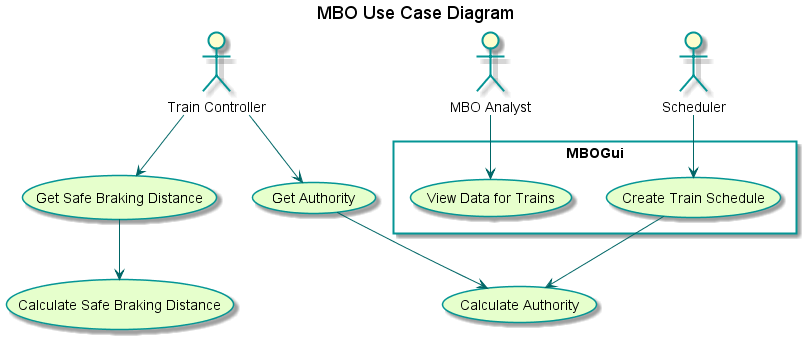 MBO Use Case Diagram
Train Controller
MBO Analyst
Scheduler
MBOGui
Get Safe Braking Distance
Get Authority
View Data for Trains
Create Train Schedule
Calculate Safe Braking Distance
Calculate Authority